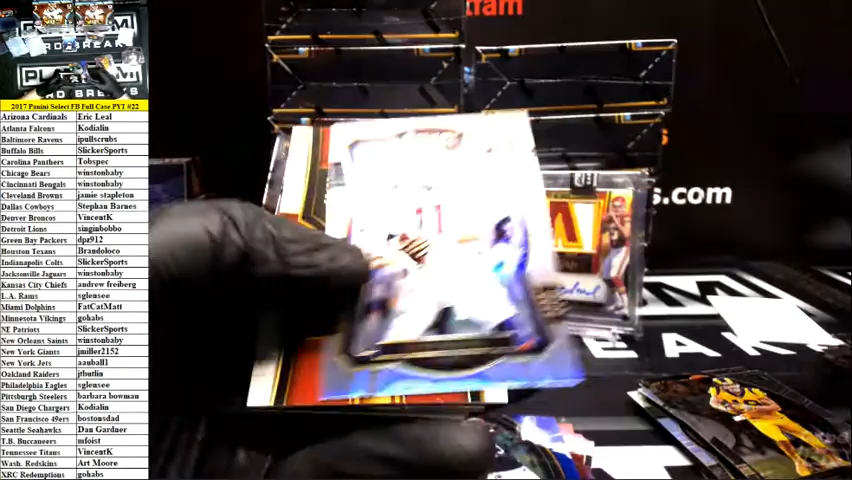 2017 Panini Select FB Full Case PYT #22
Arizona Cardinals Eric Leal
Atlanta Falcons Kodialin
Baltimore Ravens ipullscrubs
Buffalo Bills SlickerSports
Carolina Panthers Tobspec
Chicago Bears winstonbaby
Cincinnati Bengals winstonbaby
Cleveland Browns jamie stapleton
Dallas Cowboys Stephan Barnes
Denver Broncos VincentK
Detroit Lions singinbobbo
Green Bay Packers dpz912
Houston Texans Brandoloco
Indianapolis Colts SlickerSports
Jacksonville Jaguars winstonbaby
Kansas City Chiefs andrew freiberg
L.A. Rams sglensee
Miami Dolphins FatCatMatt
Minnesota Vikings gohabs
NE Patriots SlickerSports
New Orleans Saints winstonbaby
New York Giants jmiller2152
New York Jets aauball1
Oakland Raiders jtbutlin
Philadelphia Eagles sglensee
Pittsburgh Steelers barbara bowman
San Diego Chargers Kodialin
San Francisco 49ers bostonsdad
Seattle Seahawks Dan Gardner
T.B. Buccaneers mfoist
Tennessee Titans VincentK
Wash. Redskins Art Moore
XRC Redemptions gohabs
s.com
11